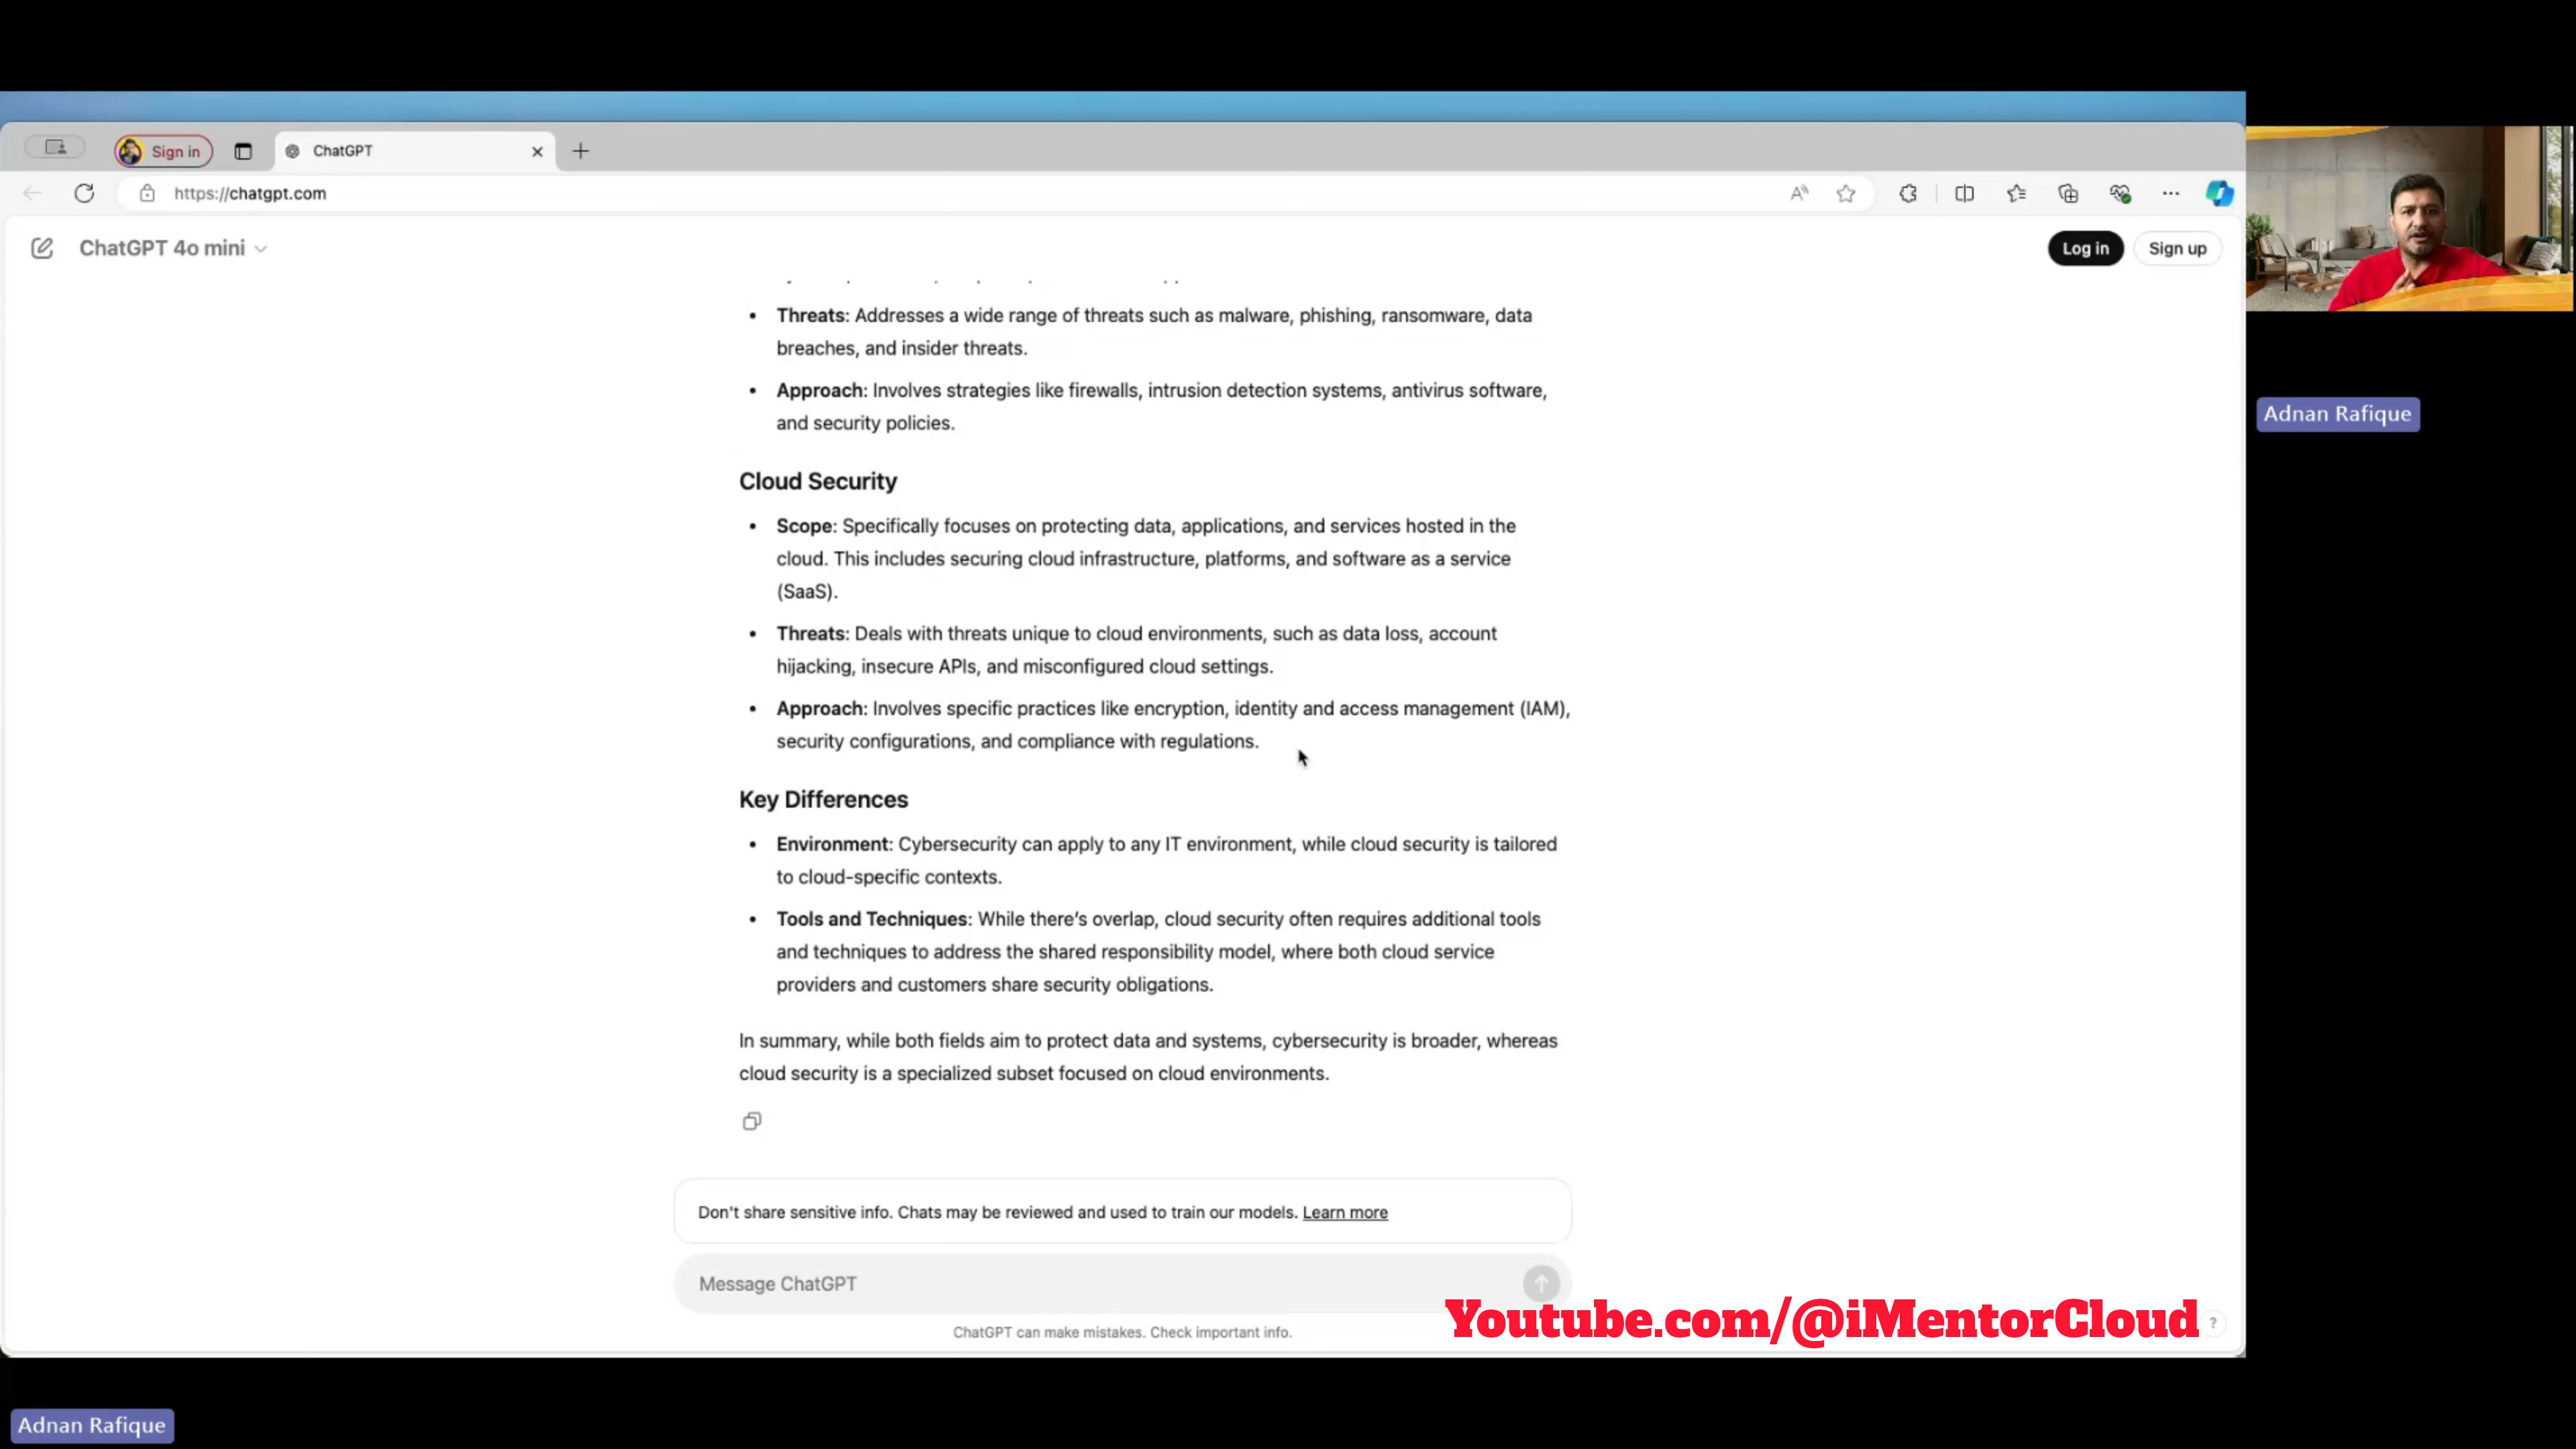 Sign in
ChatGPT
https://chatgpt.com
ChatGPT 4o mini
Log in
Sign up
• Threats: Addresses a wide range of threats such as malware, phishing, ransomware, data
breaches, and insider threats.
• Approach: Involves strategies like firewalls, intrusion detection systems, antivirus software,
and security policies.
Cloud Security
• Scope: Specifically focuses on protecting data, applications, and services hosted in the
cloud. This includes securing cloud infrastructure, platforms, and software as a service
(SaaS).
• Threats: Deals with threats unique to cloud environments, such as data loss, account
hijacking, insecure APIs, and misconfigured cloud settings.
• Approach: Involves specific practices like encryption, identity and access management (IAM),
security configurations, and compliance with regulations.
Key Differences
• Environment: Cybersecurity can apply to any IT environment, while cloud security is tailored
to cloud-specific contexts.
• Tools and Techniques: While there's overlap, cloud security often requires additional tools
and techniques to address the shared responsibility model, where both cloud service
providers and customers share security obligations.
In summary, while both fields aim to protect data and systems, cybersecurity is broader, whereas
cloud security is a specialized subset focused on cloud environments.
Don't share sensitive info. Chats may be reviewed and used to train our models. Learn more
Message ChatGPT
ChatGPT can make mistakes. Check important info.
Youtube.com/@iMentorCloud
?
Adnan Rafique
Adnan Rafique